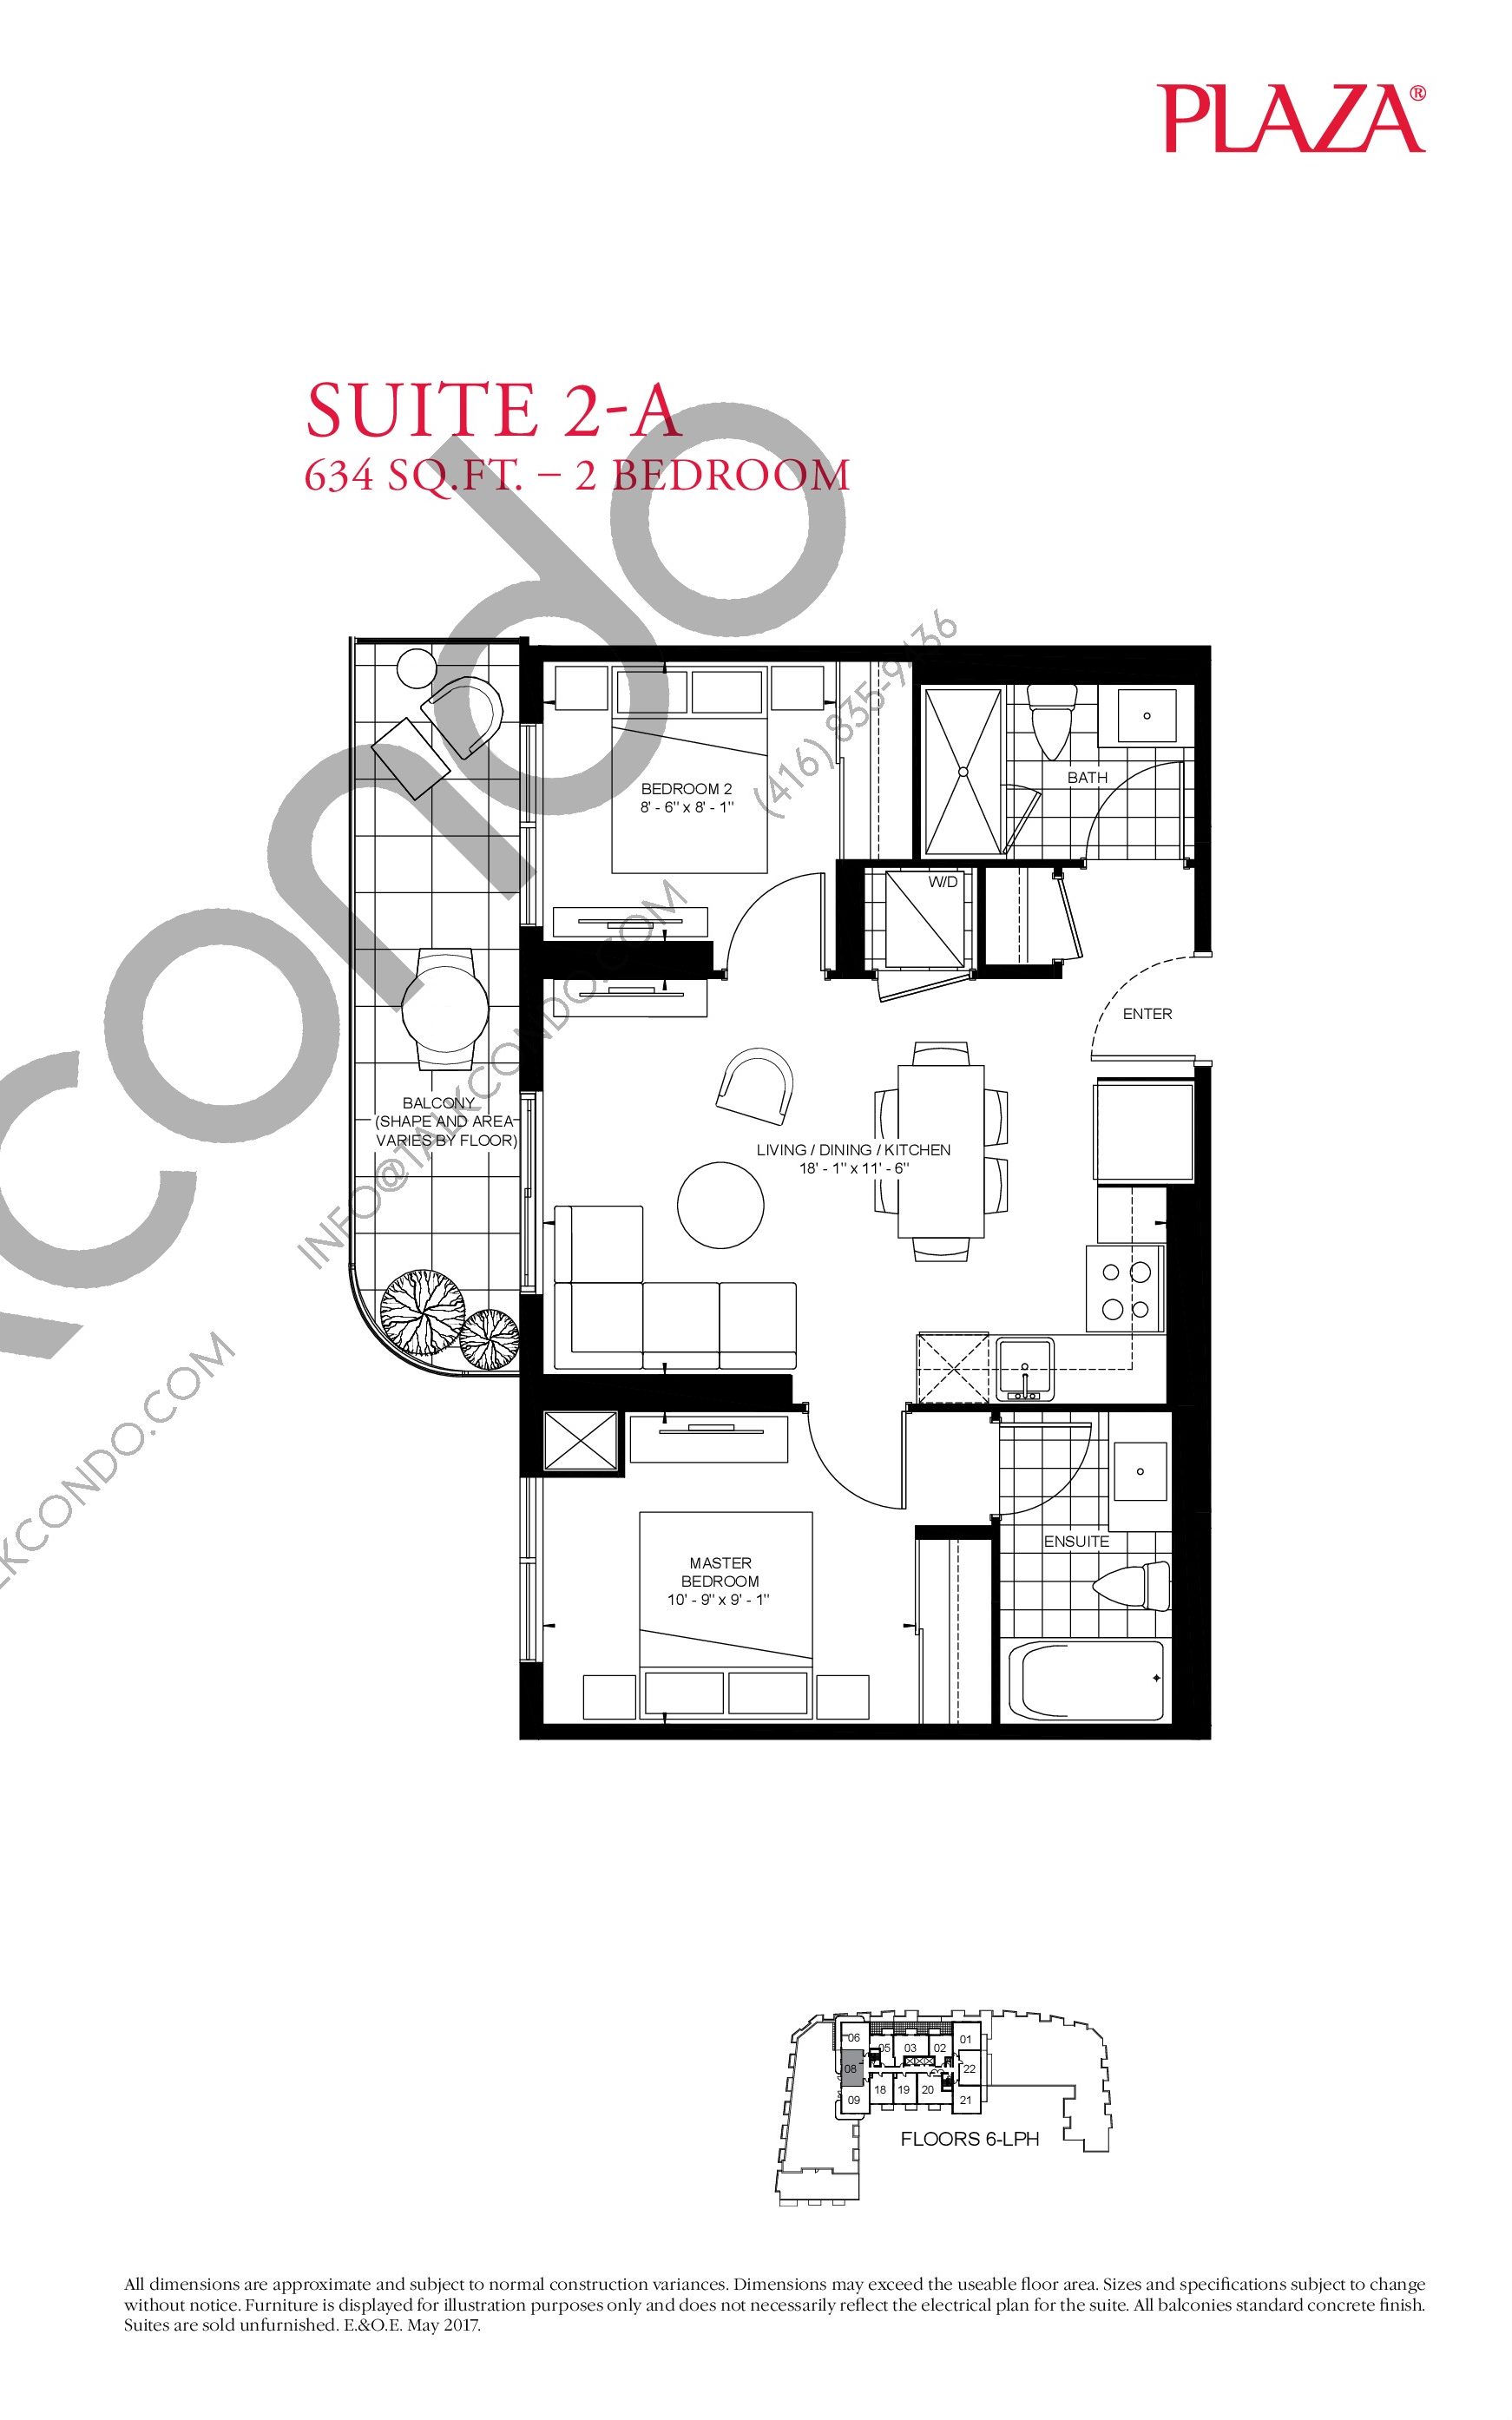 PLAZA®
SUITE 2-A
634 SQ.FT. – 2 BEDROOM
condo
BEDROOM 2
8' - 6" x 8' - 1"
BATH
W/D
ENTER
BALCONY
(SHAPE AND AREA
VARIES BY FLOOR)
LIVING / DINING / KITCHEN
18' - 1" x 11' - 6"
INFO@1ALKCONDO.COM
MASTER
BEDROOM
10' - 9" x 9' - 1"
ENSUITE
LKCONDO.COM
06
05
03
02
01
08
22
18
19
20
09
21
FLOORS 6-LPH
All dimensions are approximate and subject to normal construction variances. Dimensions may exceed the useable floor area. Sizes and specifications subject to change
without notice. Furniture is displayed for illustration purposes only and does not necessarily reflect the electrical plan for the suite. All balconies standard concrete finish.
Suites are sold unfurnished. E.&O.E. May 2017.